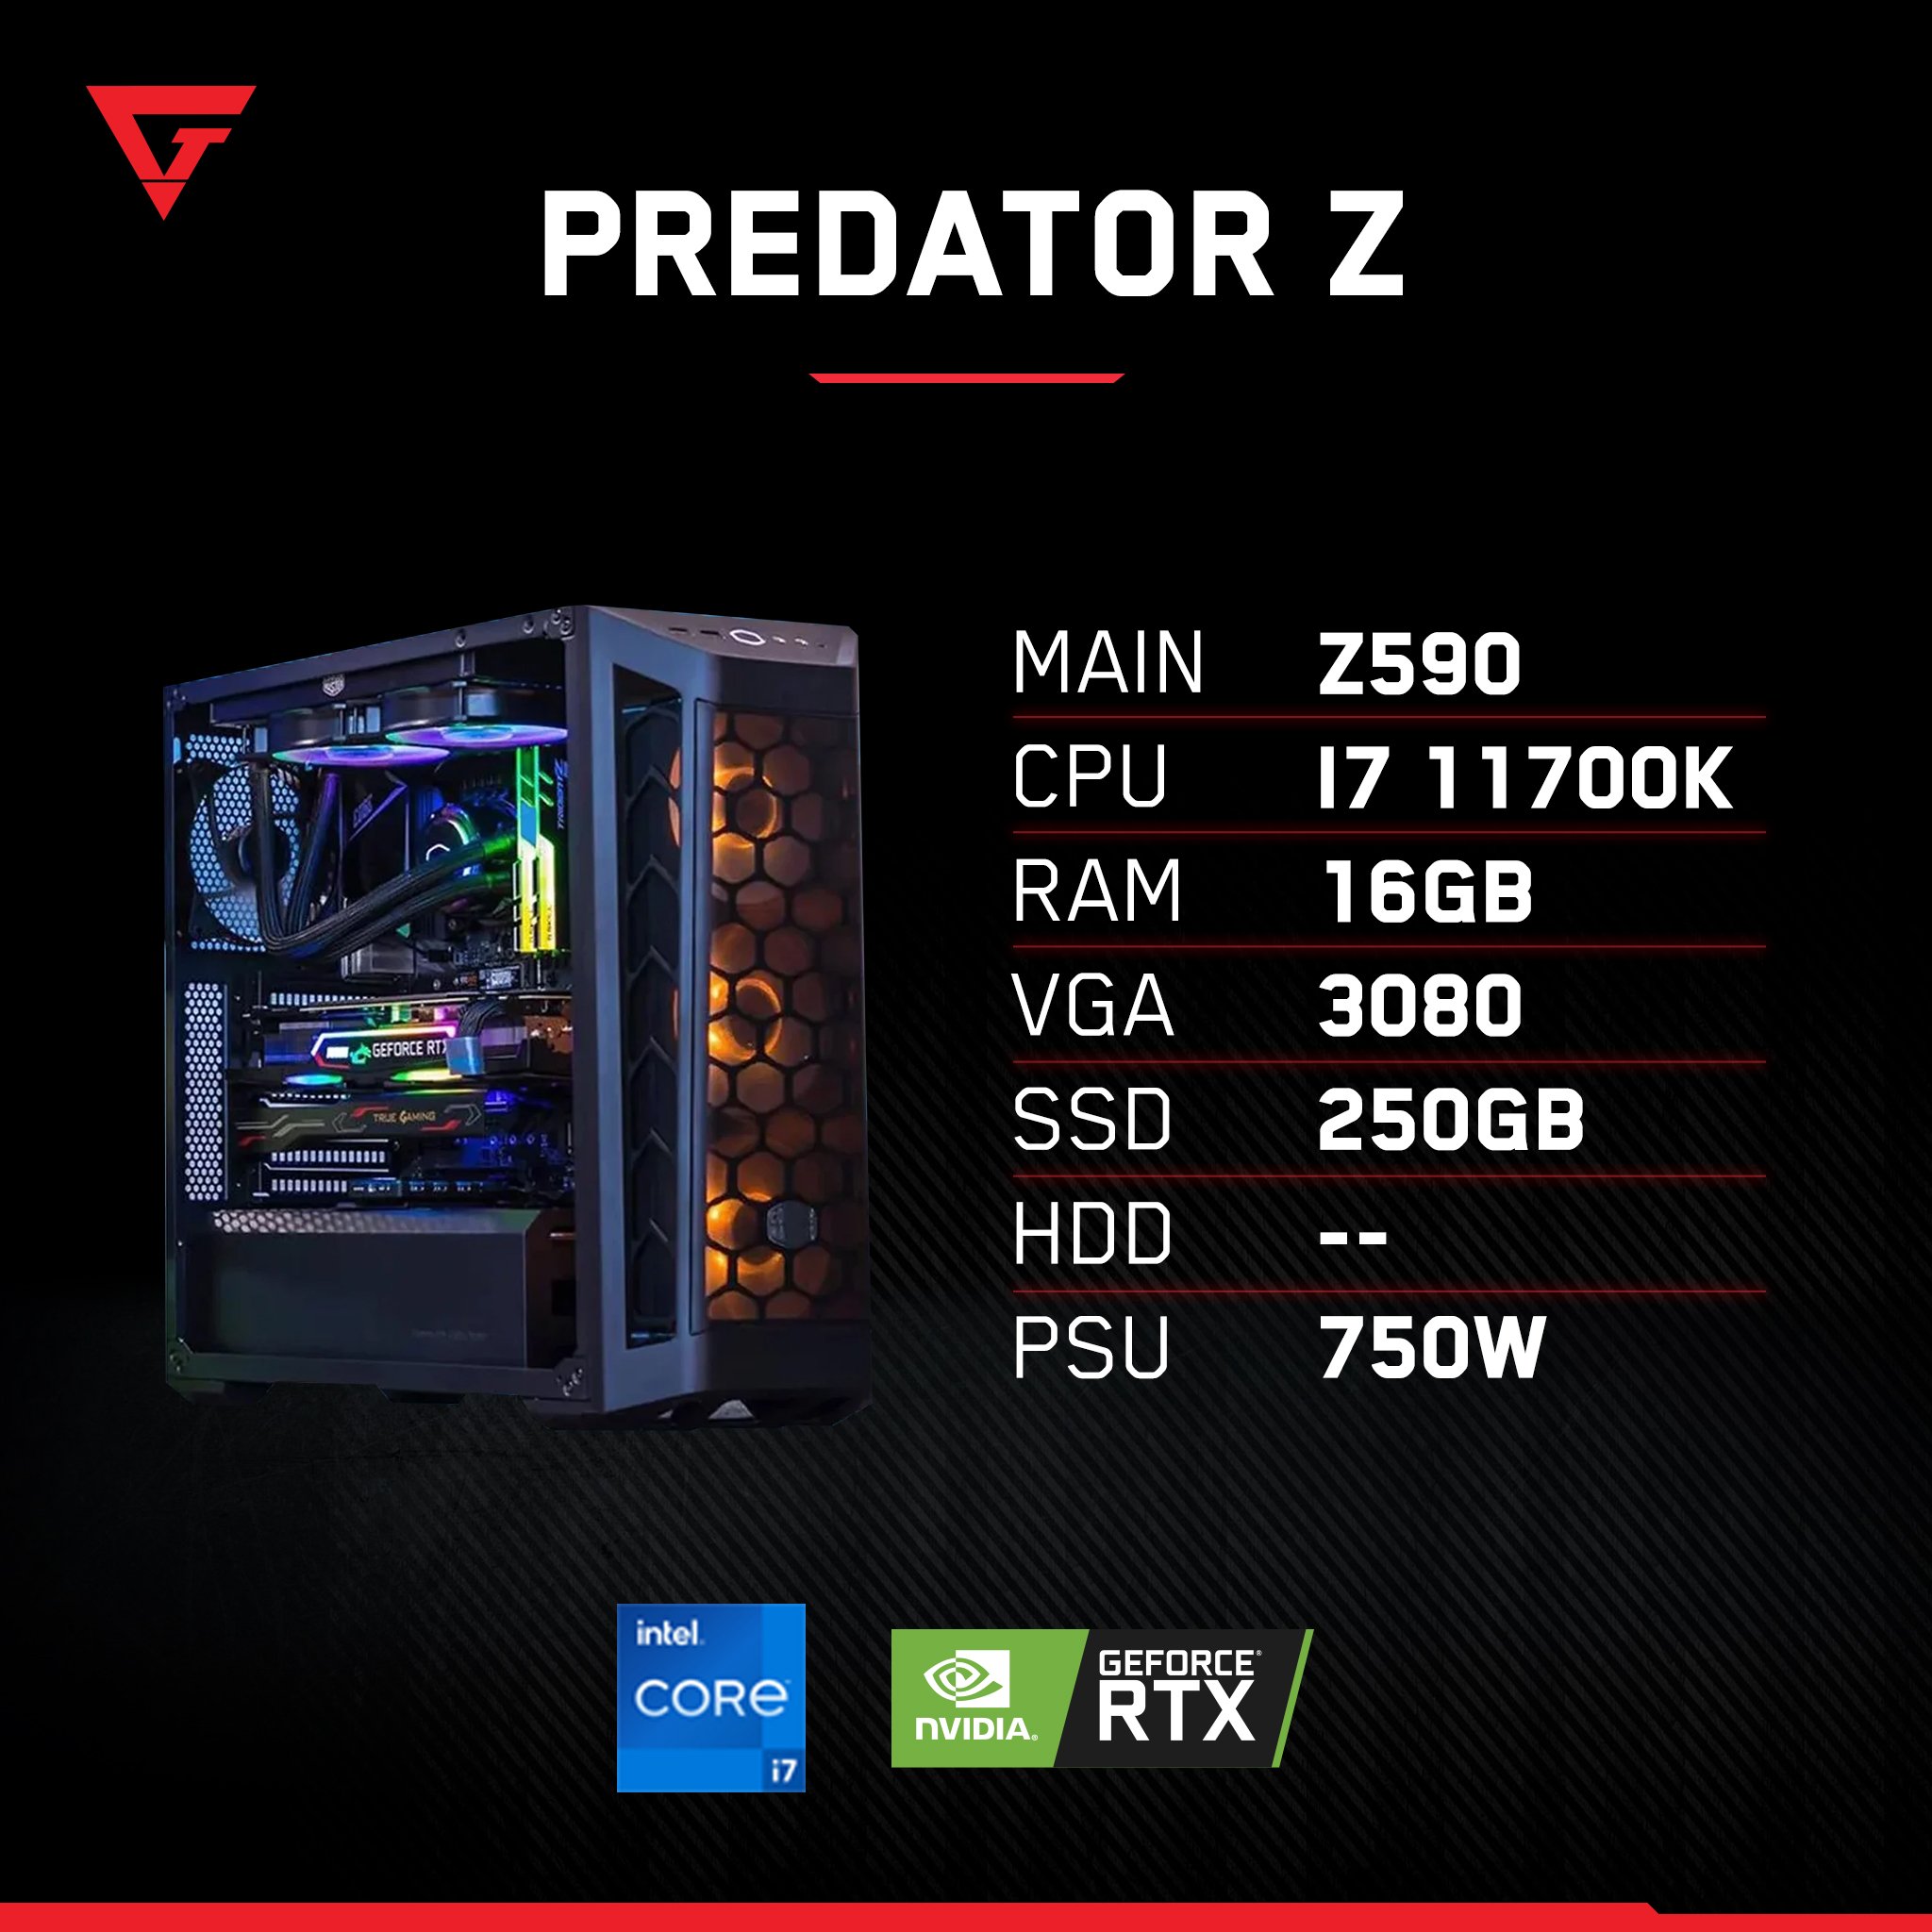 PREDATOR Z
MAIN Z590
CPU I7 11700K
RAM 16GB
VGA 3080
SSD 250GB
HDD --
PSU 750W
TRIDENT Z
GEFORCE RTX
TRUE GAMING
intel.
CORe
i7
NVIDIA.®
GEFORCE®
RTX